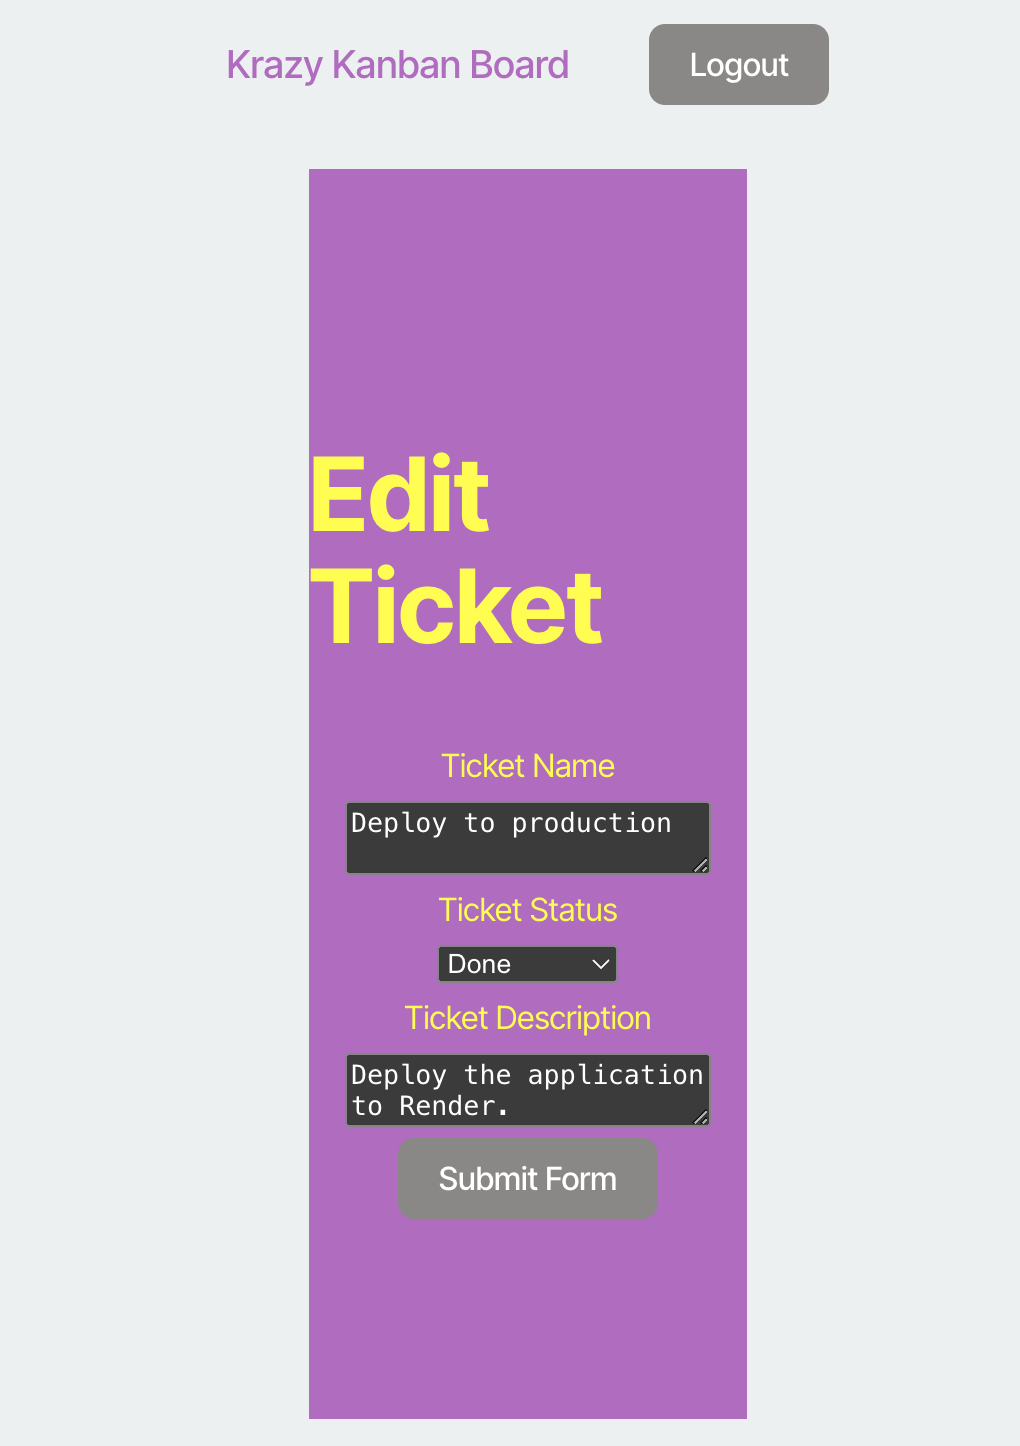 Krazy Kanban Board
Logout
Edit
Ticket
Ticket Name
Deploy to production
Ticket Status
Done
Ticket Description
Deploy the application
to Render.
Submit Form